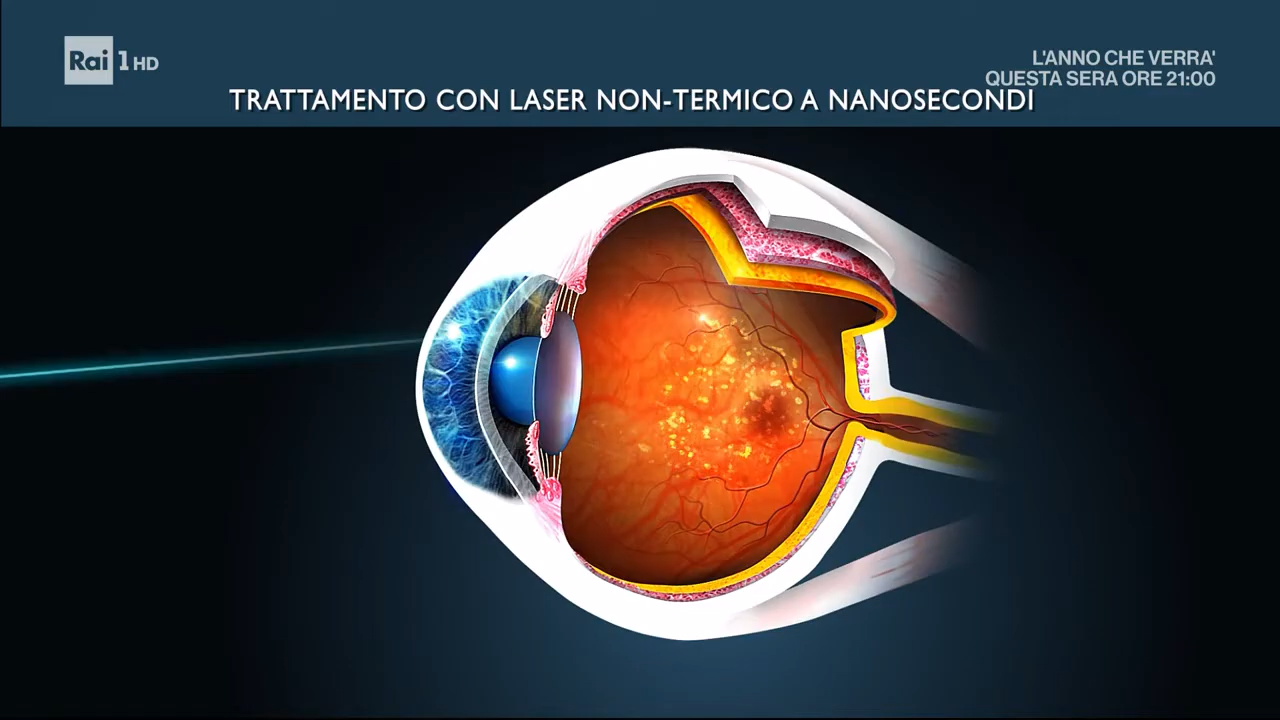 Rai 1 HD
L'ANNO CHE VERRA'
QUESTA SERA ORE 21:00
TRATTAMENTO CON LASER NON-TERMICO A NANOSECONDI